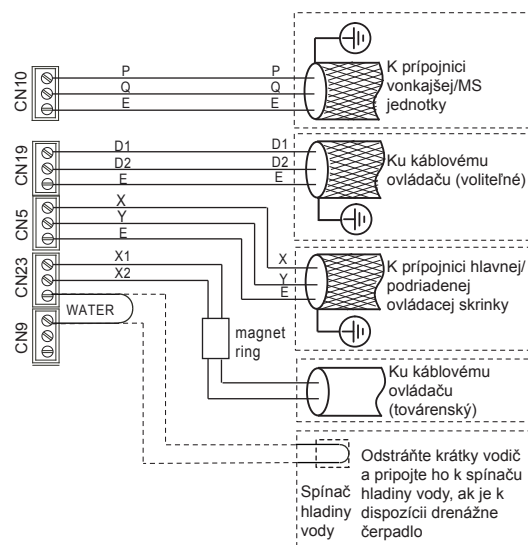 CN10
P
Q
E
P
Q
E
K prípojnici
vonkajšej/MS
jednotky
CN19
D1
D2
E
D1
D2
E
Ku káblovému
ovládaču (voliteľné)
CN5
X
Y
E
X
Y
E
K prípojnici hlavnej/
podriadenej
ovládacej skrinky
CN23
X1
X2
CN9
WATER
magnet
ring
Ku káblovému
ovládaču
(továrenský)
Spínač
hladiny
vody
Odstráňte krátky vodič
a pripojte ho k spínaču
hladiny vody, ak je k
dispozícii drenážne
čerpadlo